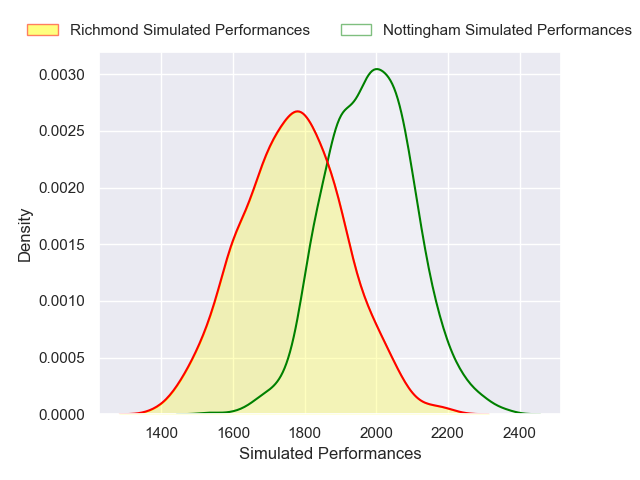 Richmond Simulated Performances Nottingham Simulated Performances
0.0030
0.0025
0.0020
0.0015
0.0010
0.0005
0.0000
Density
1400 1600 1800 2000 2200 2400
Simulated Performances